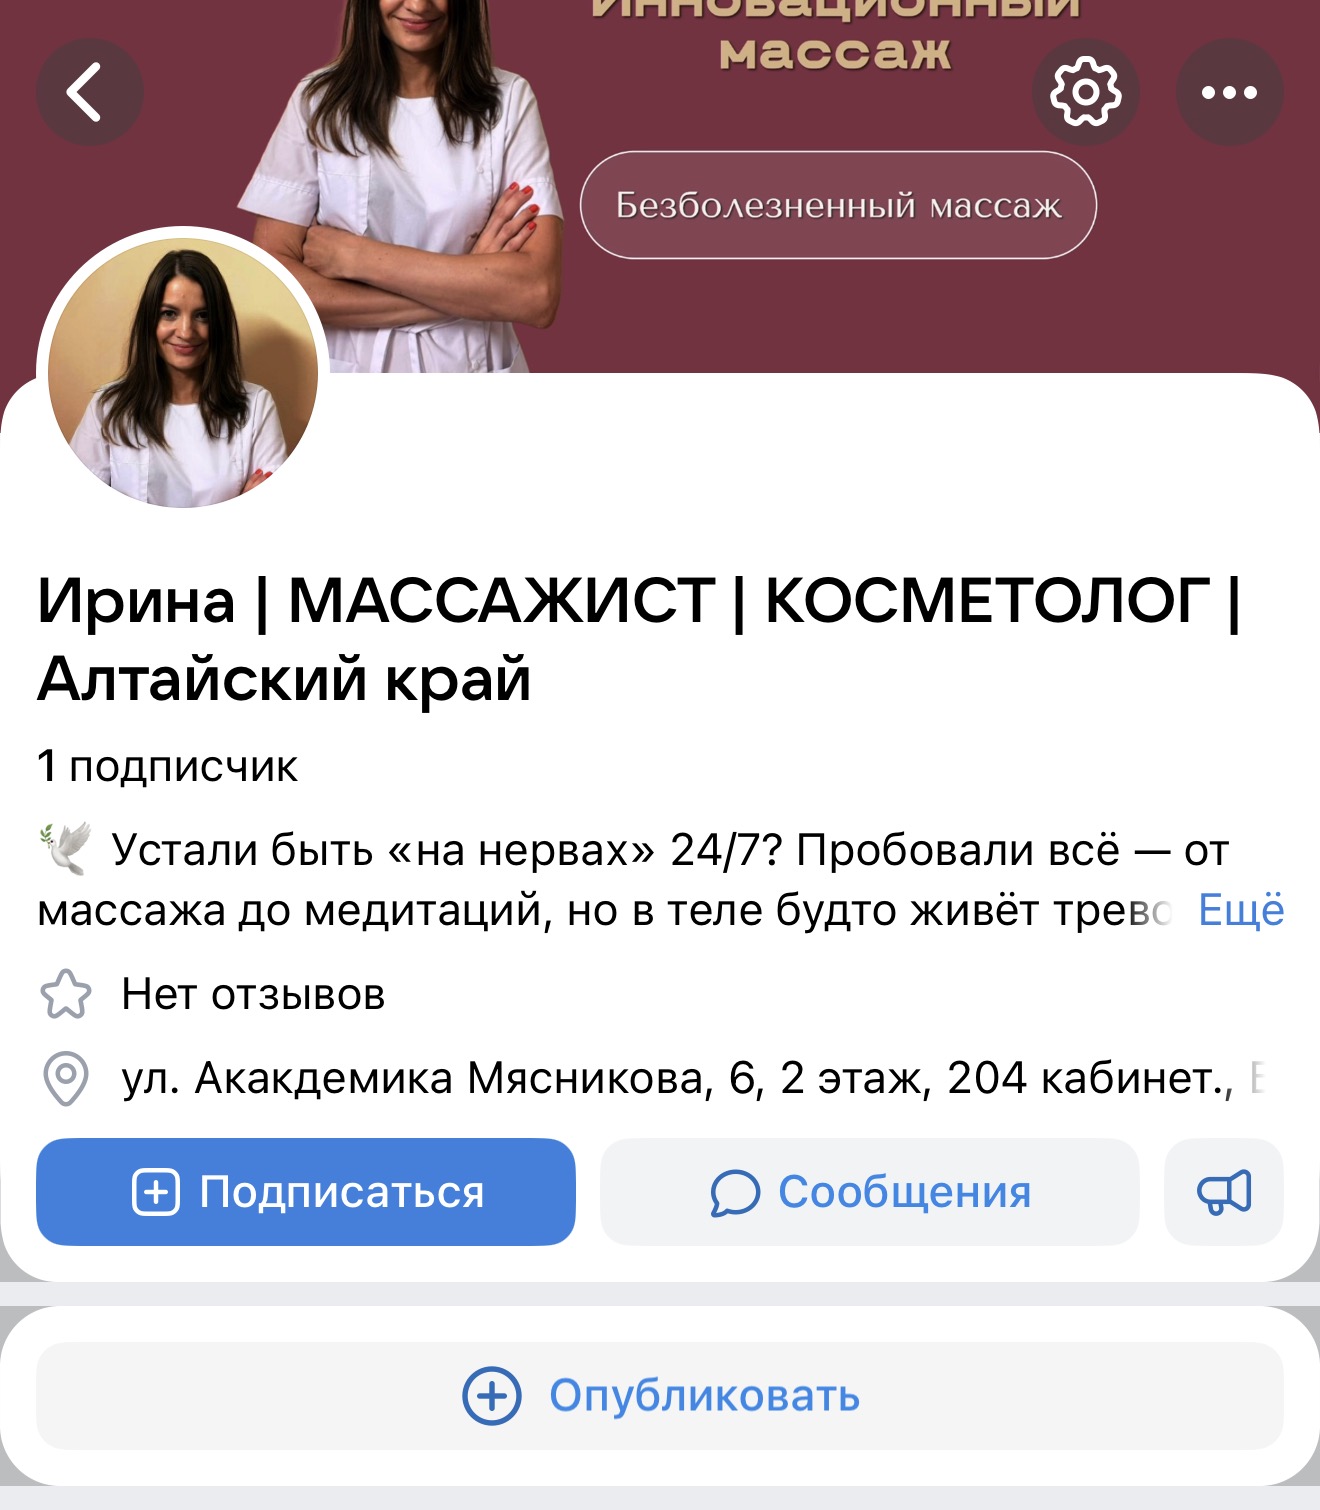 Инновационный
массаж
Безболезненный массаж
Ирина | МАССАЖИСТ | КОСМЕТОЛОГ |
Алтайский край
1 подписчик
🕊️ Устали быть «на нервах» 24/7? Пробовали всё — от
массажа до медитаций, но в теле будто живёт трево Ещё
Нет отзывов
ул. Акакдемика Мясникова, 6, 2 этаж, 204 кабинет.,
Подписаться
Сообщения
Опубликовать